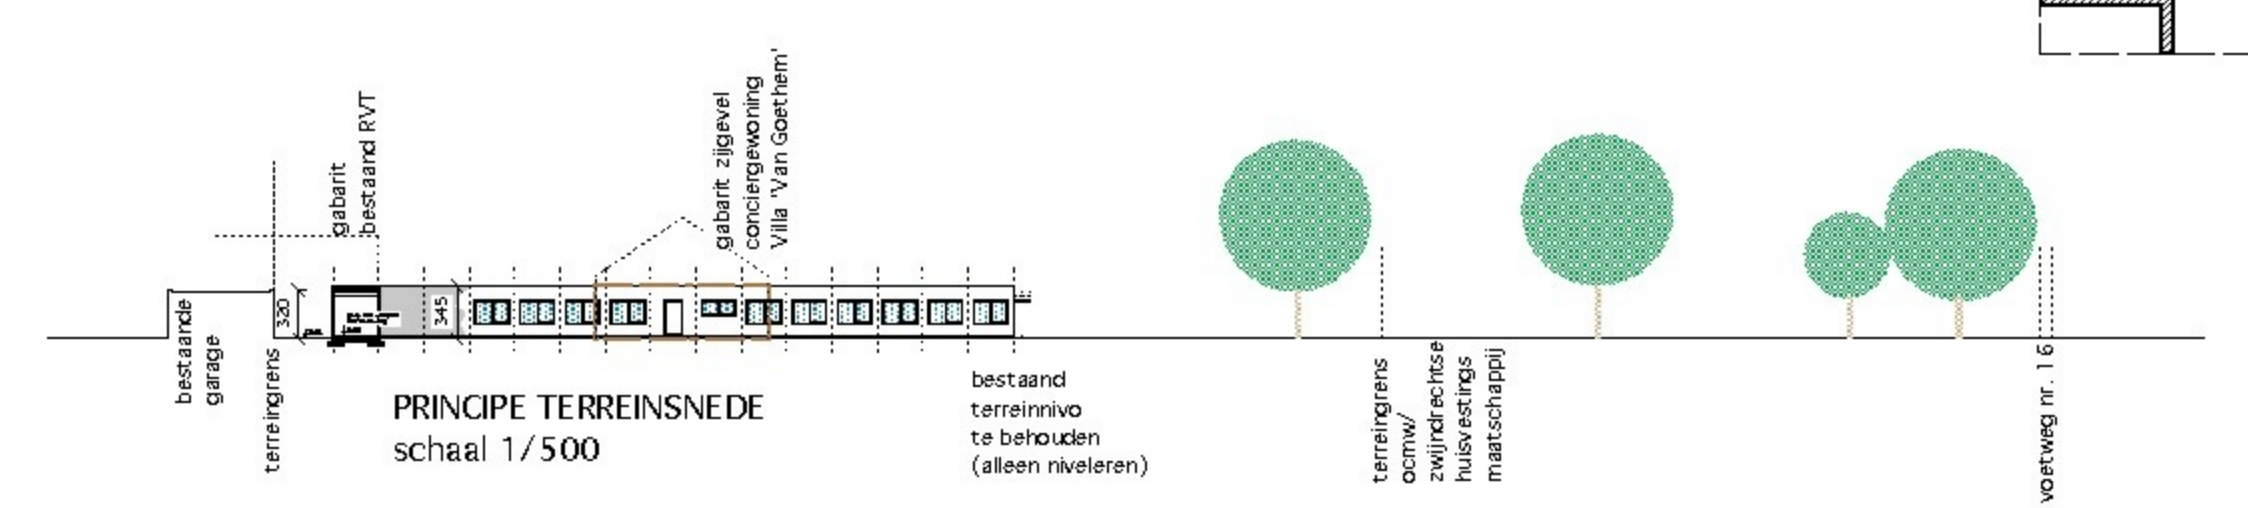 gabarit
bestaand RVT
gabarit zijgevel
conciergewoning
Villa 'Van Goethem'
320
345
bestaande
garage
terreingrens
PRINCIPE TERREINSNEDE
schaal 1/500
bestaand
terreinnivo
te behouden
(alleen niveleren)
terreingrens
ocmw/
zwijndrechtse
huisvestings
maatschappij
voetweg nr. 16